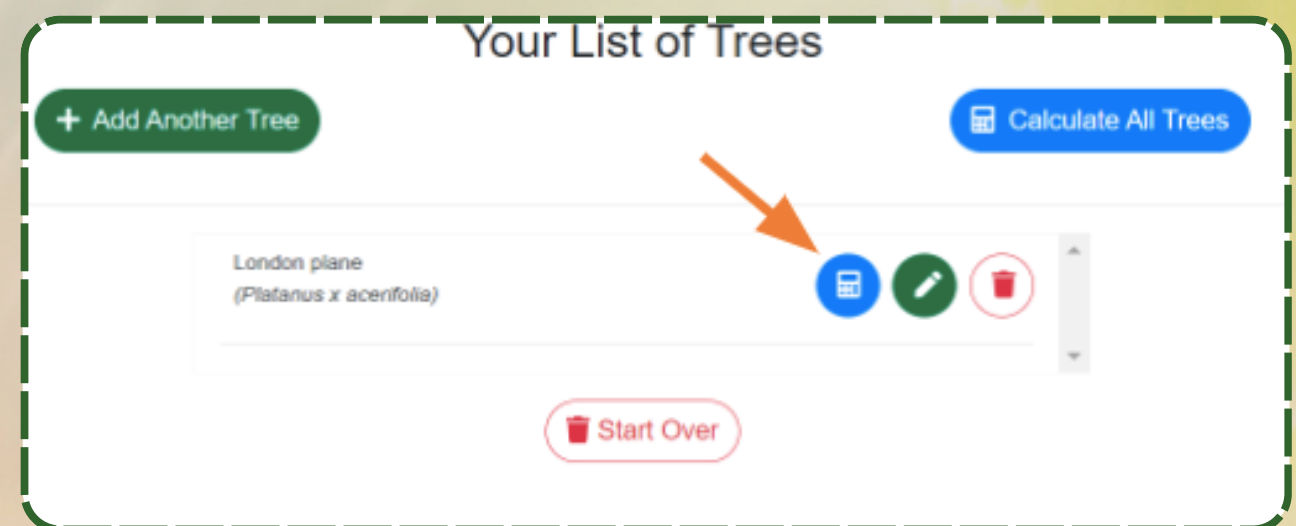 Your List of Trees
Add Another Tree
Calculate All Trees
London plane
(Platanus x acerifolia)
Start Over